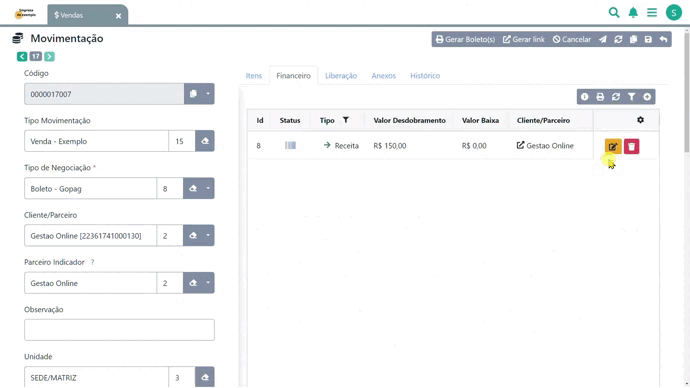 Empresa
de Exemplo
$ Vendas
S
Movimentação
Gerar Boleto(s)
Gerar link
Cancelar
17
Código
0000017007
Tipo Movimentação
Venda - Exemplo
15
Tipo de Negociação *
Boleto - Gopag
8
Cliente/Parceiro
Gestao Online [22361741000130]
2
Parceiro Indicador ?
Gestao Online
2
Observação
Unidade
SEDE/MATRIZ
3
Itens
Financeiro
Liberação
Anexos
Histórico
Id
Status
Tipo
Valor Desdobramento
Valor Baixa
Cliente/Parceiro
8
Receita
R$ 150,00
R$ 0,00
Gestao Online